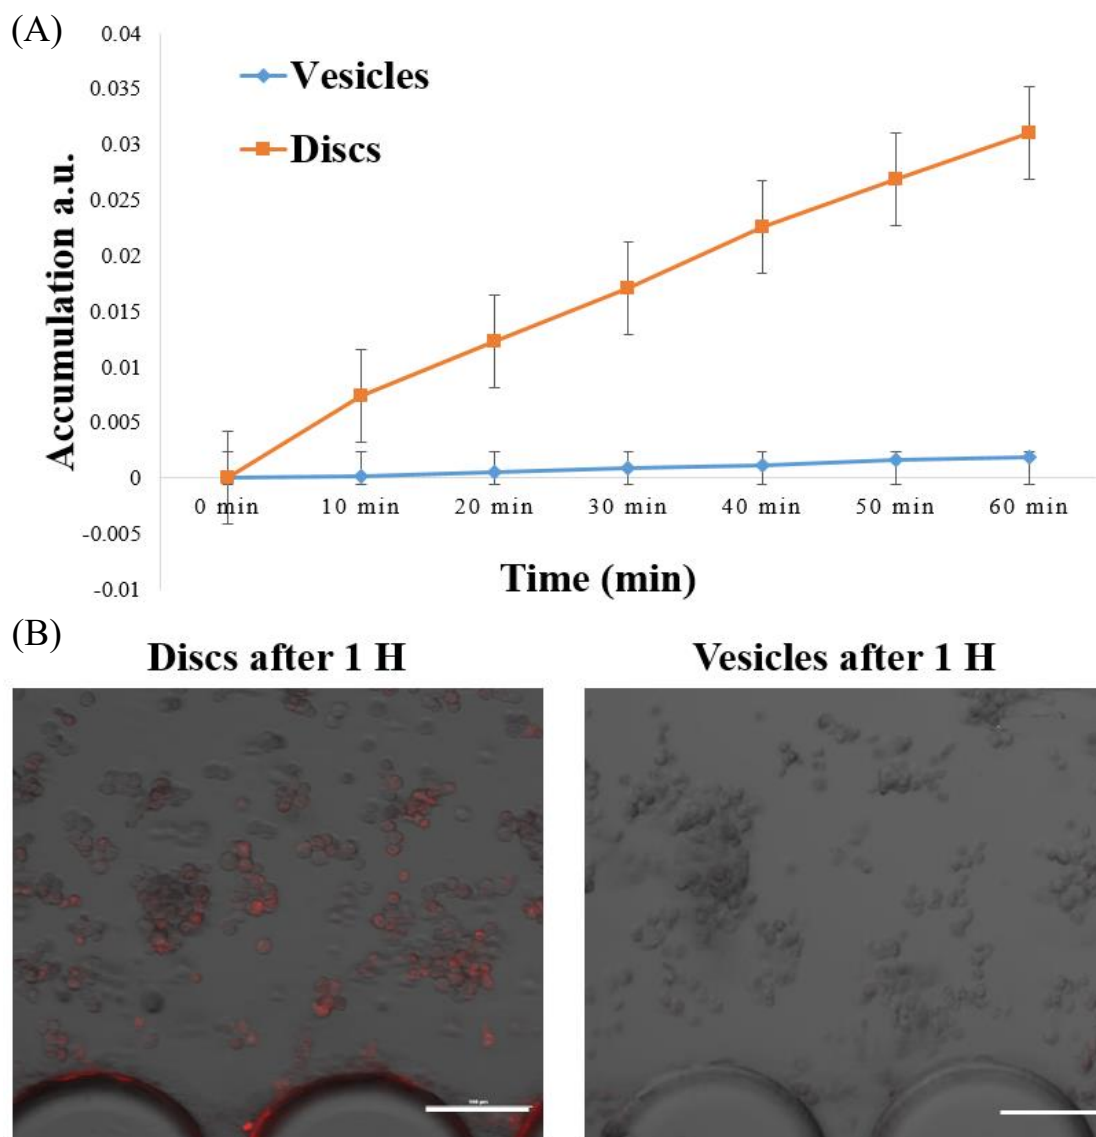 (A)
0.04
0.035
0.03
0.025
0.02
0.015
0.01
0.005
0
-0.005
-0.01
Accumulation a.u.
Vesicles
Discs
0 min 10 min 20 min 30 min 40 min 50 min 60 min
Time (min)
(B)
Discs after 1 H
Vesicles after 1 H